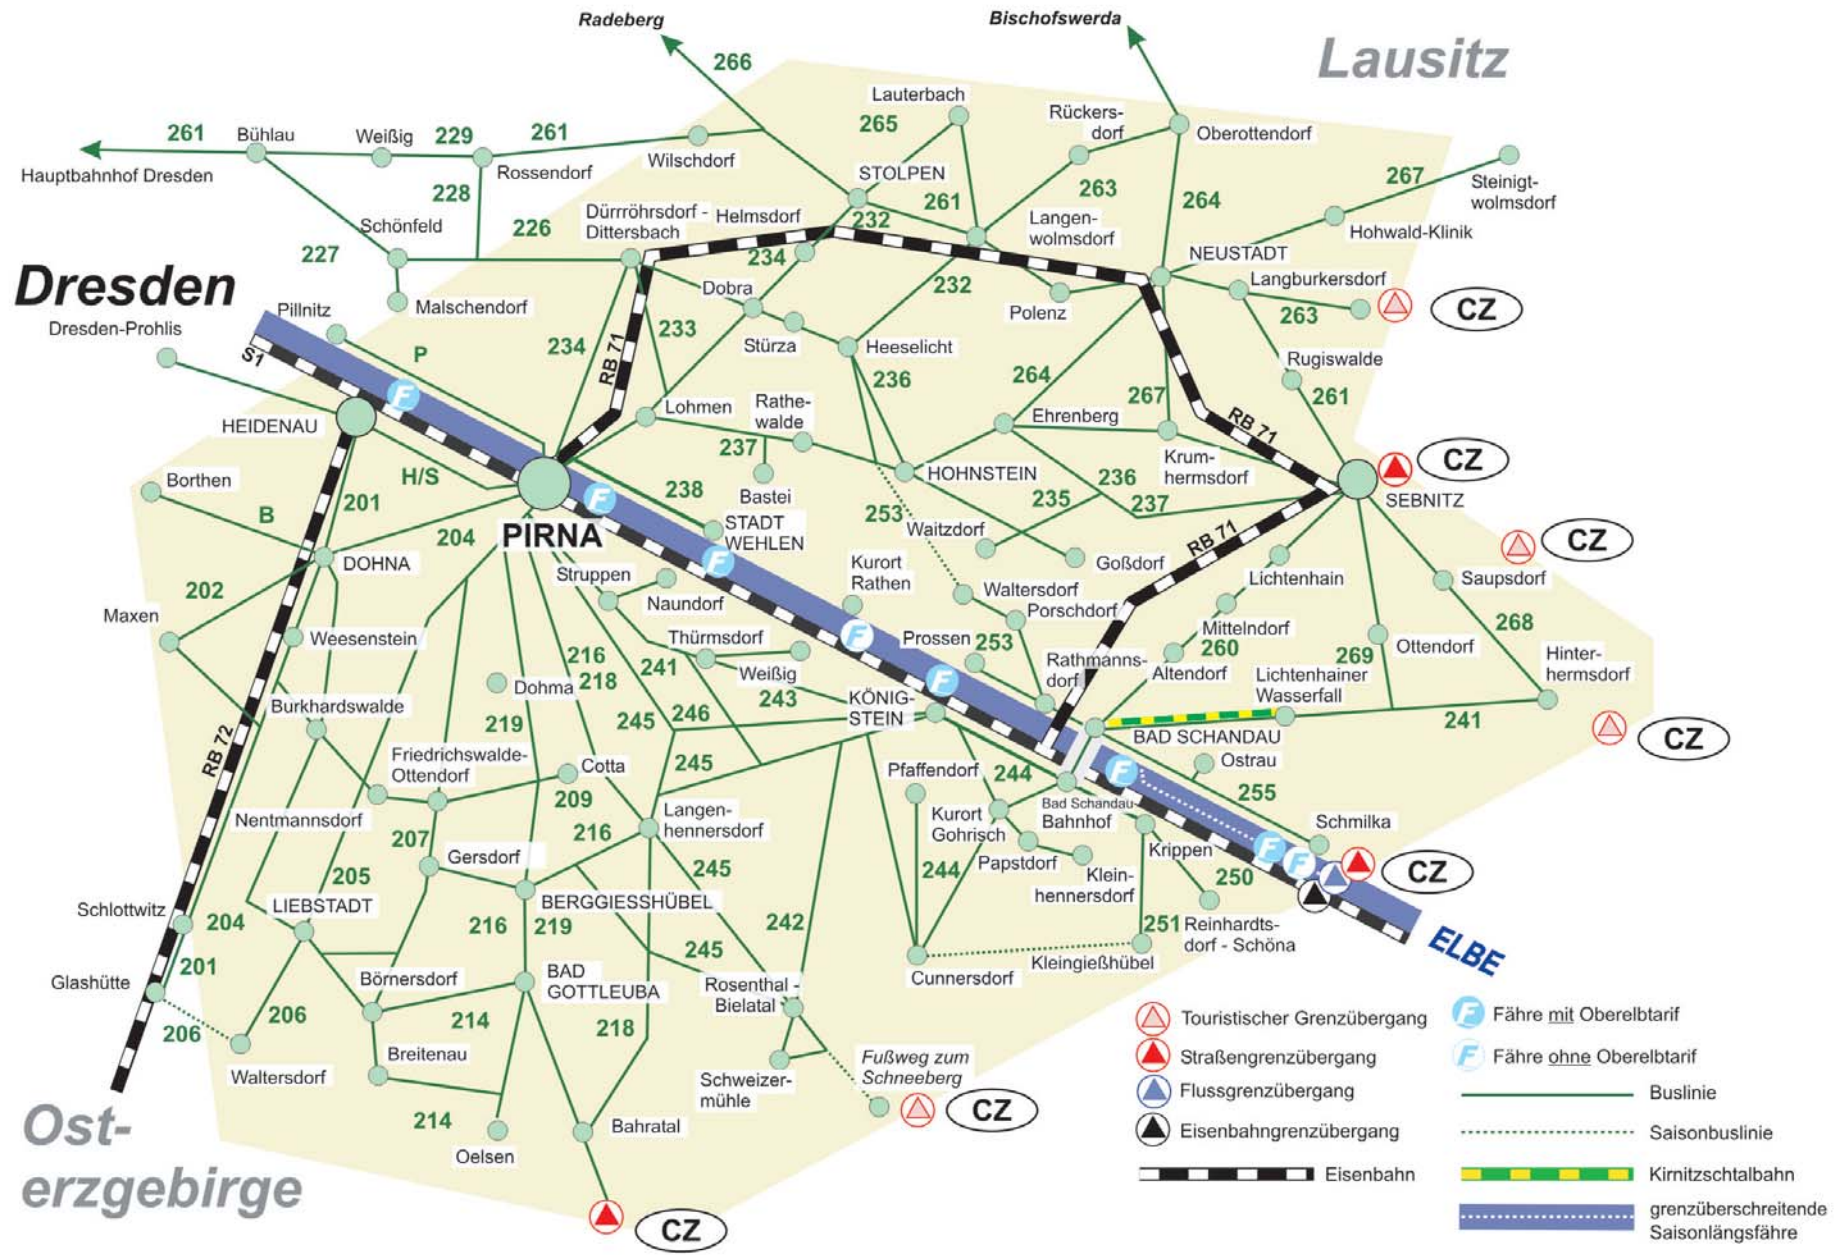 Radeberg
Bischofswerda
Lausitz
266
Lauterbach
Rückers-
dorf
Oberottendorf
265
261
Bühlau
Weißig
229
261
Wilschdorf
Hauptbahnhof Dresden
Rossendorf
STOLPEN
263
264
267
Steinigt-
wolmsdorf
228
261
Schönfeld
226
Dürrröhrsdorf -
Dittersbach
Helmsdorf
232
Langen-
wolmsdorf
Hohwald-Klinik
227
234
NEUSTADT
Langburkersdorf
Dresden
Pillnitz
Malschendorf
Dobra
232
Polenz
263
CZ
Dresden-Prohlis
S1
P
234
RB 71
233
Stürza
Heeselicht
Rugiswalde
236
264
267
261
HEIDENAU
Lohmen
Rathe-
walde
Ehrenberg
RB 71
F
237
HOHNSTEIN
Krum-
hermsdorf
CZ
SEBNITZ
Borthen
H/S
201
238
Bastei
236
235
237
B
204
PIRNA
F
STADT
WEHLEN
253
Waitzdorf
RB 71
CZ
DOHNA
Struppen
F
Kurort
Rathen
Goßdorf
Lichtenhain
Saupsdorf
202
Naundorf
Waltersdorf
Porschdorf
Maxen
Weesenstein
Thürmsdorf
F
Prossen
253
Mittelndorf
260
268
216
218
241
Weißig
Rathmanns-
dorf
Altendorf
269
Ottendorf
Hinter-
hermsdorf
Dohma
243
F
KÖNIG-
STEIN
Lichtenhainer
Wasserfall
Burkhardswalde
219
245
246
BAD SCHANDAU
241
CZ
RB 72
Friedrichswalde-
Ottendorf
Cotta
245
Pfaffendorf
244
F
Ostrau
209
255
Nentmannsdorf
207
216
Langen-
hennersdorf
Kurort
Gohrisch
Bad Schandau
Bahnhof
Schmilka
Gersdorf
Papstdorf
Krippen
F
F
205
245
244
Klein-
hennersdorf
250
CZ
Schlottwitz
204
LIEBSTADT
BERGGIESSHÜBEL
216
219
242
251
Reinhardts-
dorf - Schöna
ELBE
201
245
Glashütte
Börnersdorf
BAD
GOTTLEUBA
Rosenthal -
Bielatal
Cunnersdorf
Kleingießhübel
206
206
214
218
Breitenau
Waltersdorf
Schweizer-
mühle
Fußweg zum
Schneeberg
CZ
214
Oelsen
Bahratal
Ost-
erzgebirge
CZ
Touristischer Grenzübergang
Straßengrenzübergang
Flussgrenzübergang
Eisenbahngrenzübergang
Eisenbahn
F
Fähre mit Oberelbtarif
F
Fähre ohne Oberelbtarif
Buslinie
Saisonbuslinie
Kirnitzschtalbahn
grenzüberschreitende
Saisonlängsfähre